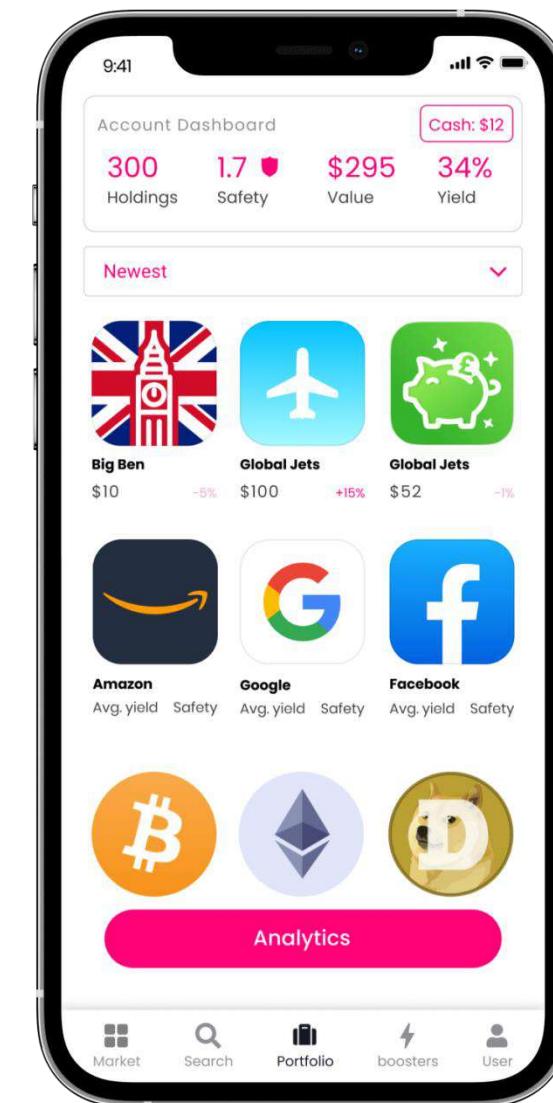 9:41
Account Dashboard
Cash: $12
300 1.7 $295 34%
Holdings Safety Value Yield
Newest
Big Ben Global Jets Global Jets
$10 -5% $100 +15% $52 -1%
Amazon Google Facebook
Avg. yield Safety Avg. yield Safety Avg. yield Safety
Analytics
Market Search Portfolio boosters User